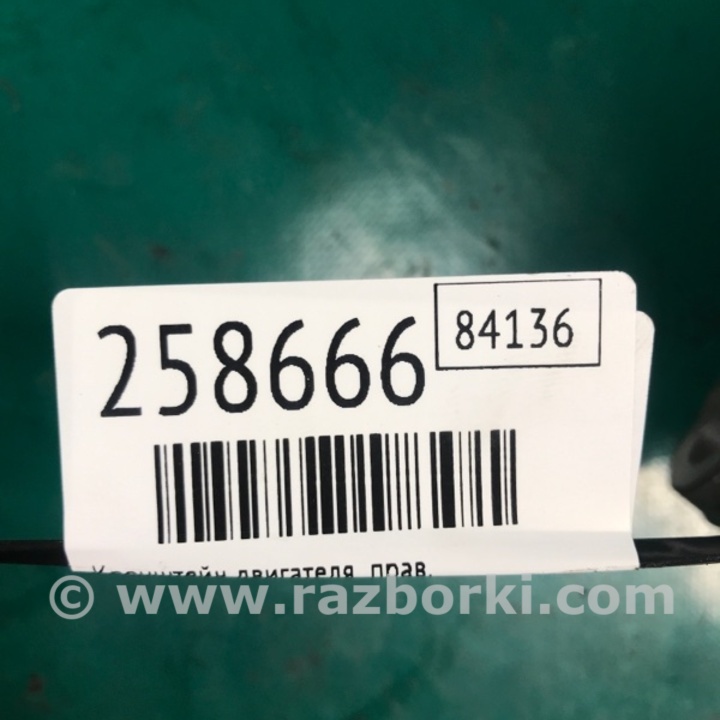 258666
84136
Кронштейн двигателя прав.
© www.razborki.com